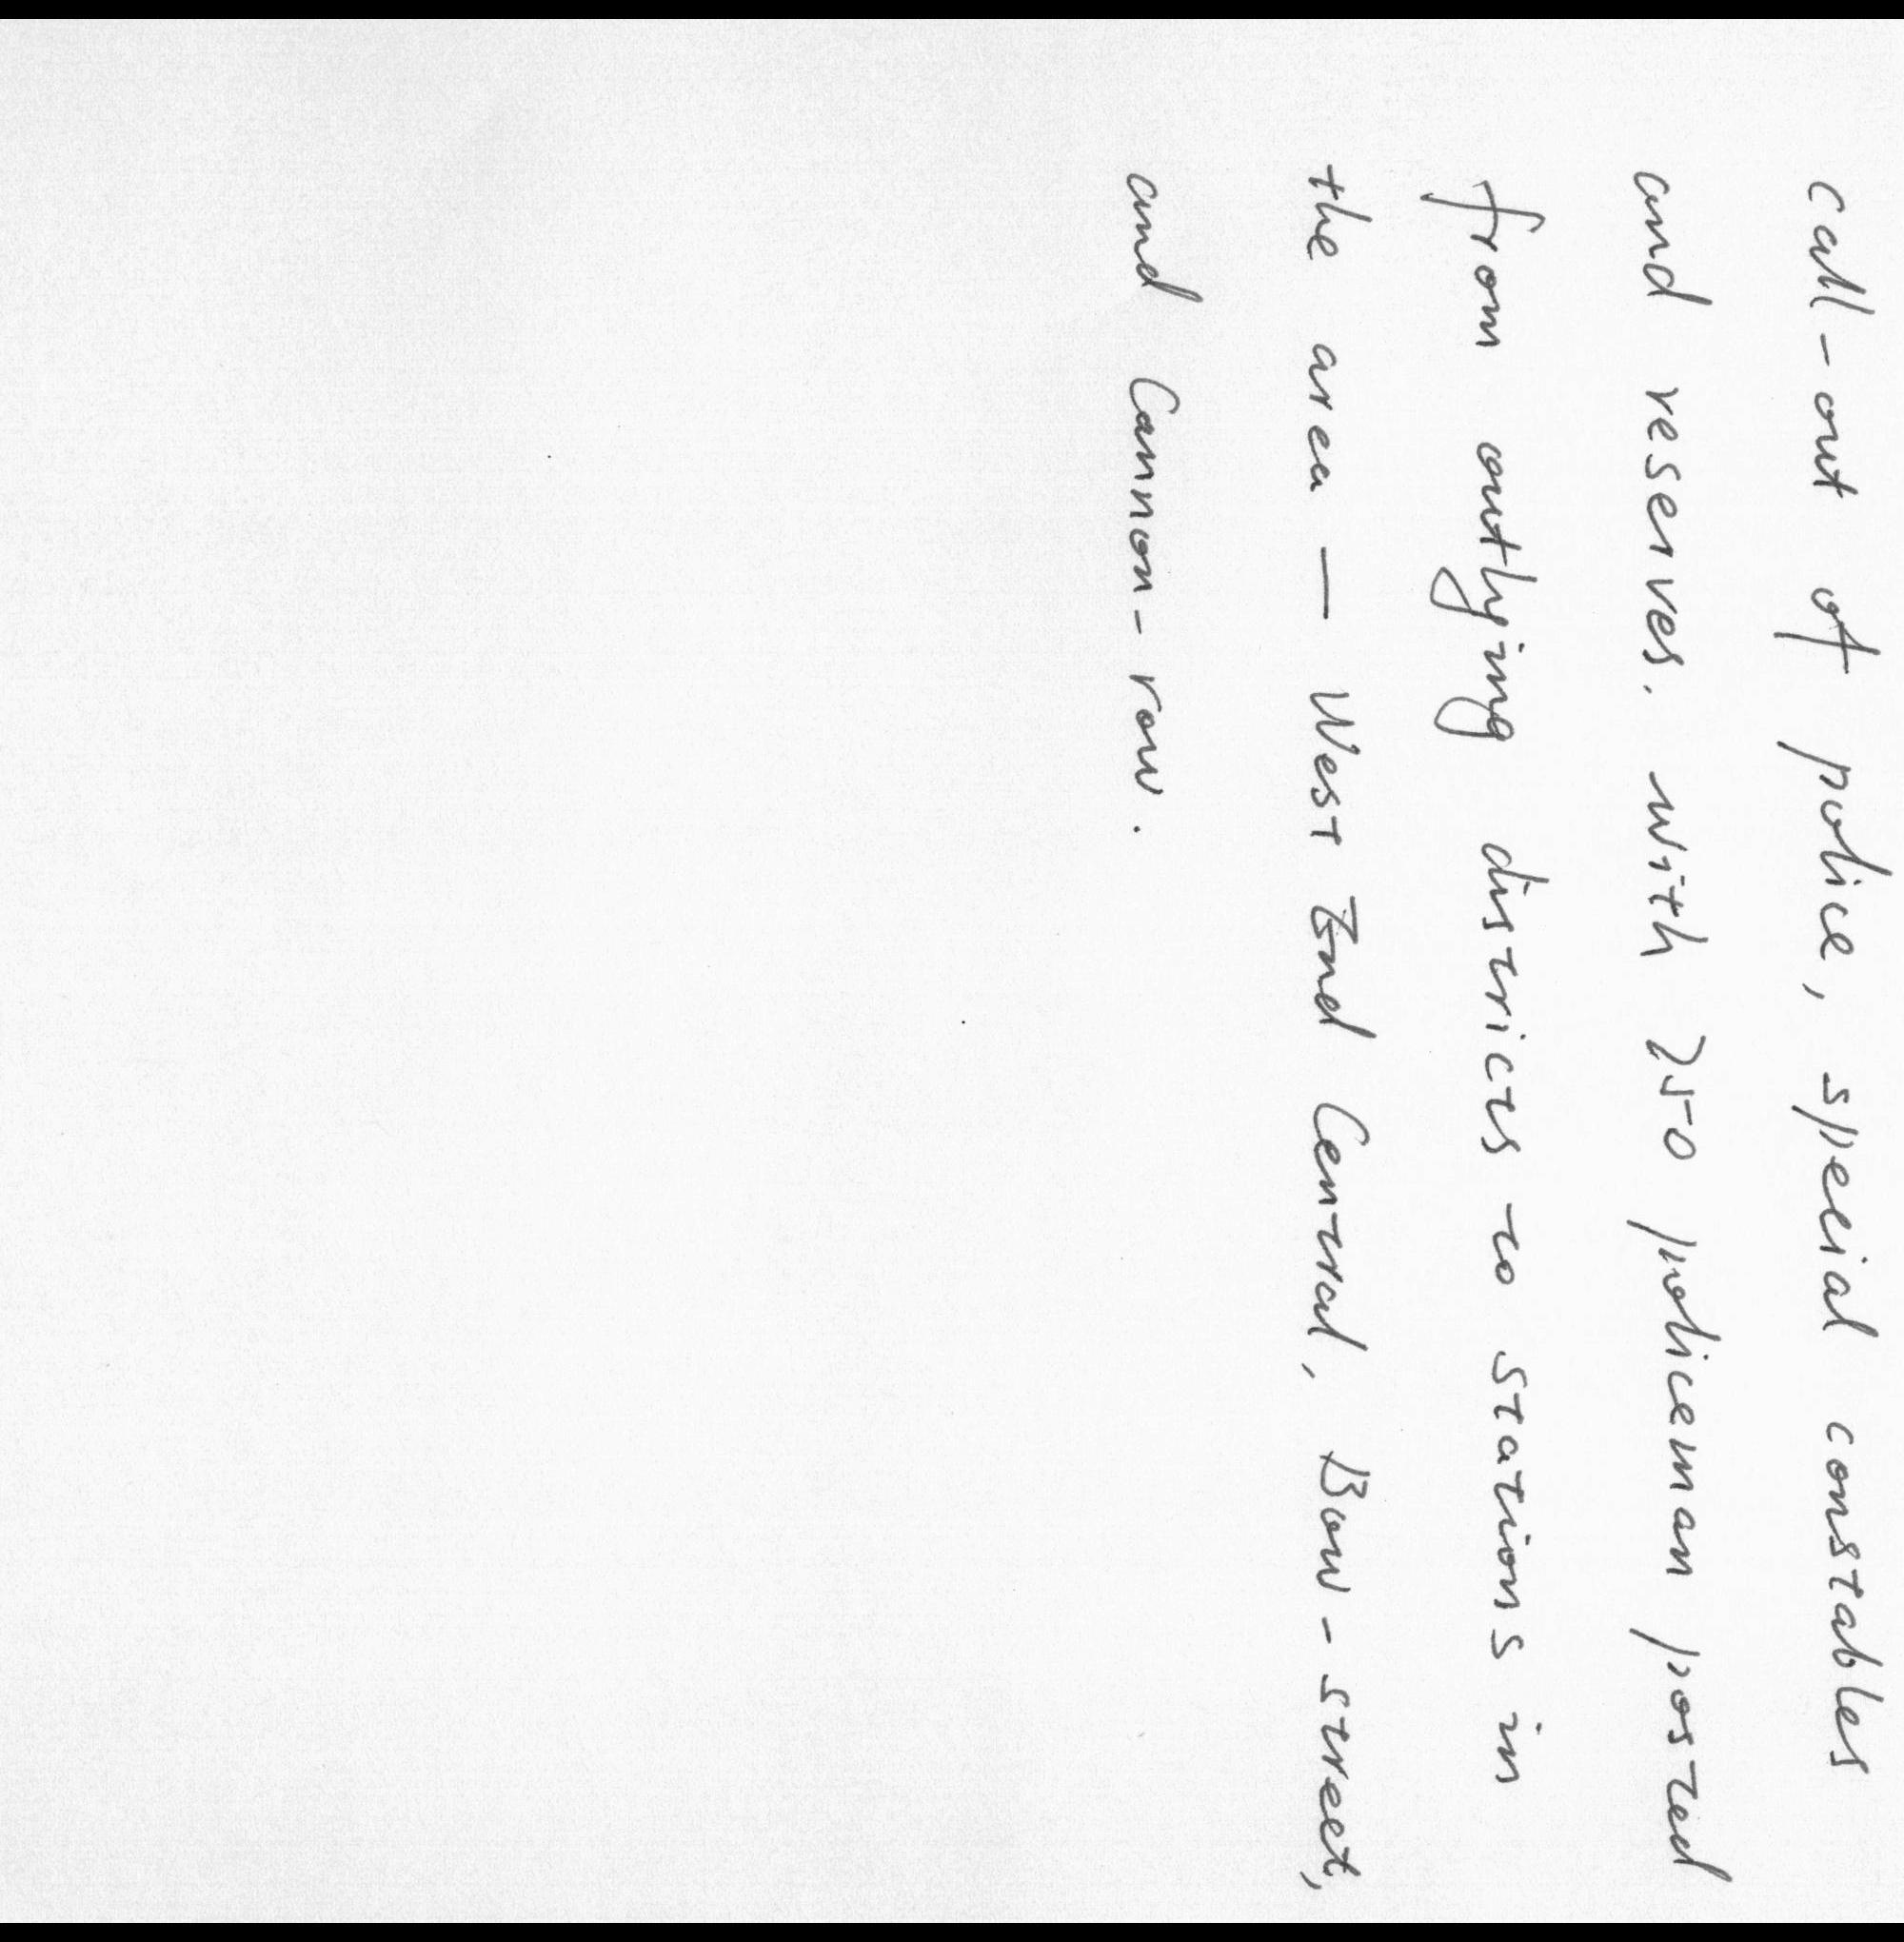 call-out of police, special constables
and reserves. with 250 policeman posted
from outlying districts to stations in
the area — West End Central, Bow-street,
and Cannon-row.